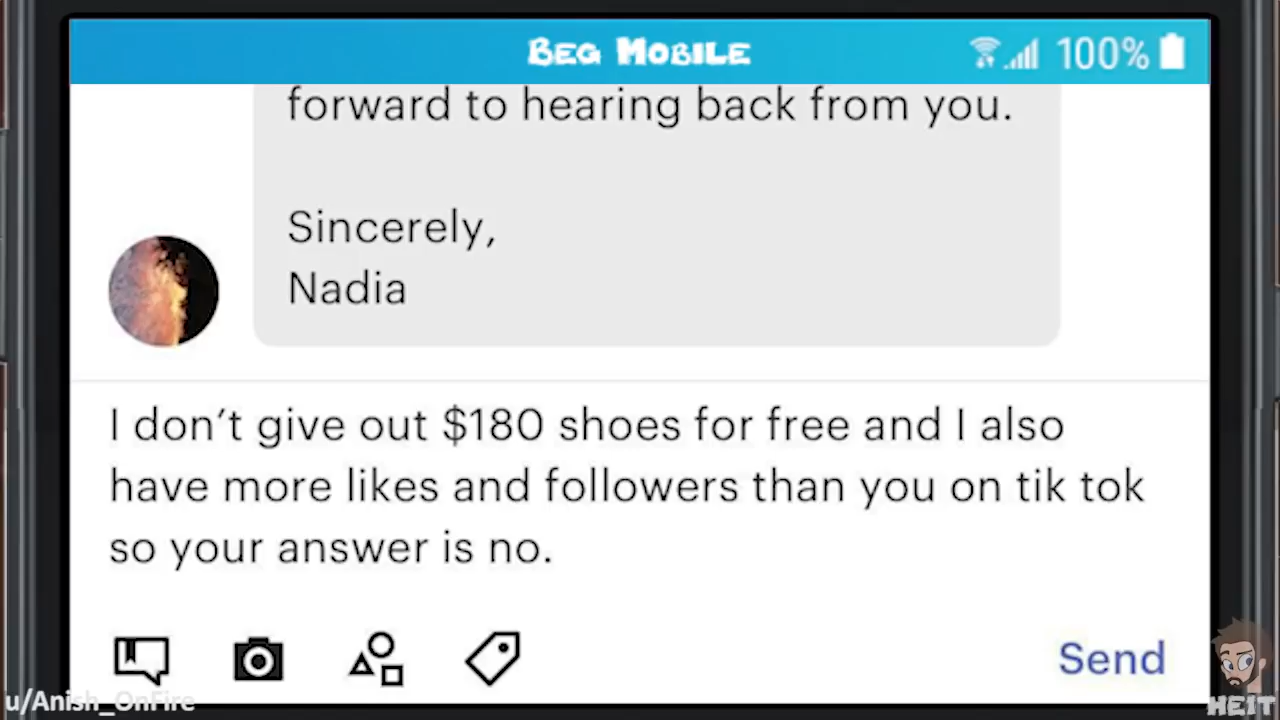 Beg Mobile
100%
forward to hearing back from you.
Sincerely,
Nadia
I don’t give out $180 shoes for free and I also
have more likes and followers than you on tik tok
so your answer is no.
Send
u/Anish_OnFire
HEIT